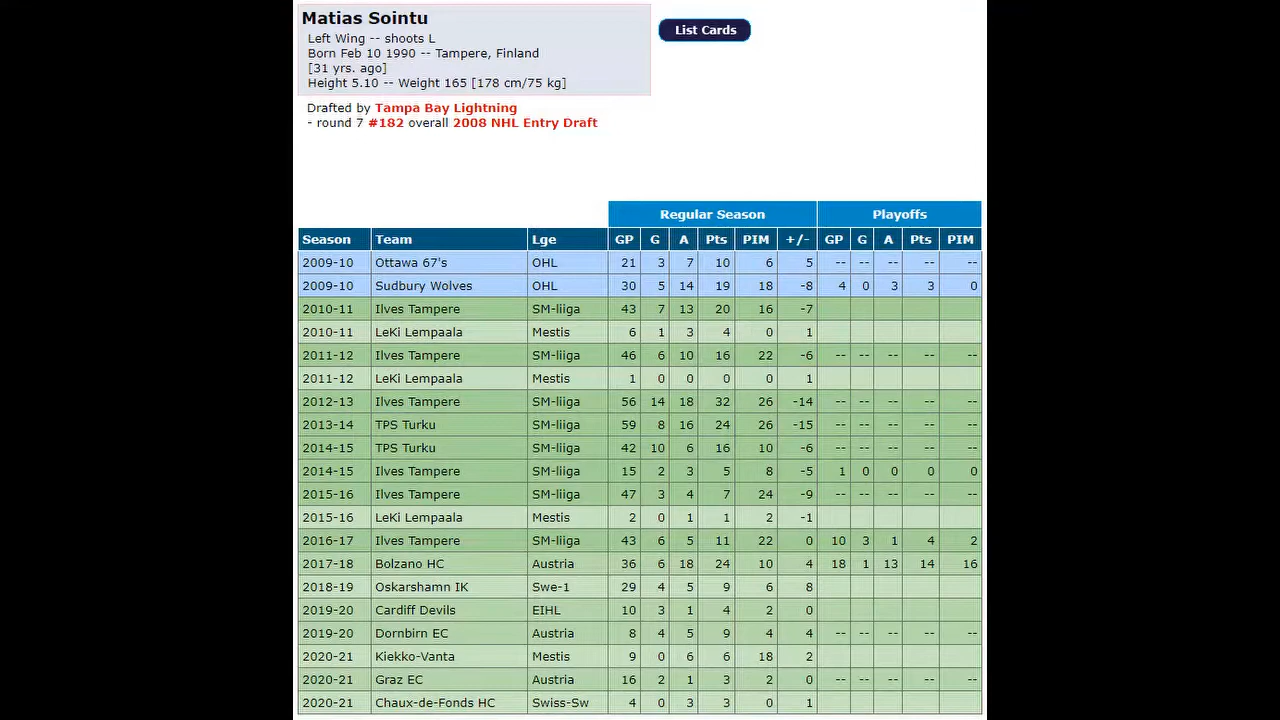 Matias Sointu
List Cards
Left Wing -- shoots L
Born Feb 10 1990 -- Tampere, Finland
[31 yrs. ago]
Height 5.10 -- Weight 165 [178 cm/75 kg]
Drafted by Tampa Bay Lightning
- round 7 #182 overall 2008 NHL Entry Draft
Regular Season Playoffs
Season Team Lge GP G A Pts PIM +/- GP G A Pts PIM
2009-10 Ottawa 67's OHL 21 3 7 10 6 5 -- -- -- -- --
2009-10 Sudbury Wolves OHL 30 5 14 19 18 -8 4 0 3 3 0
2010-11 Ilves Tampere SM-liiga 43 7 13 20 16 -7
2010-11 LeKi Lempaala Mestis 6 1 3 4 0 1
2011-12 Ilves Tampere SM-liiga 46 6 10 16 22 -6 -- -- -- -- --
2011-12 LeKi Lempaala Mestis 1 0 0 0 0 1
2012-13 Ilves Tampere SM-liiga 56 14 18 32 26 -14 -- -- -- -- --
2013-14 TPS Turku SM-liiga 59 8 16 24 26 -15 -- -- -- -- --
2014-15 TPS Turku SM-liiga 42 10 6 16 10 -6 -- -- -- -- --
2014-15 Ilves Tampere SM-liiga 15 2 3 5 8 -5 1 0 0 0 0
2015-16 Ilves Tampere SM-liiga 47 3 4 7 24 -9 -- -- -- -- --
2015-16 LeKi Lempaala Mestis 2 0 1 1 2 -1
2016-17 Ilves Tampere SM-liiga 43 6 5 11 22 0 10 3 1 4 2
2017-18 Bolzano HC Austria 36 6 18 24 10 4 18 1 13 14 16
2018-19 Oskarshamn IK Swe-1 29 4 5 9 6 8
2019-20 Cardiff Devils EIHL 10 3 1 4 2 0
2019-20 Dornbirn EC Austria 8 4 5 9 4 4 -- -- -- -- --
2020-21 Kiekko-Vanta Mestis 9 0 6 6 18 2
2020-21 Graz EC Austria 16 2 1 3 2 0 -- -- -- -- --
2020-21 Chaux-de-Fonds HC Swiss-Sw 4 0 3 3 0 1